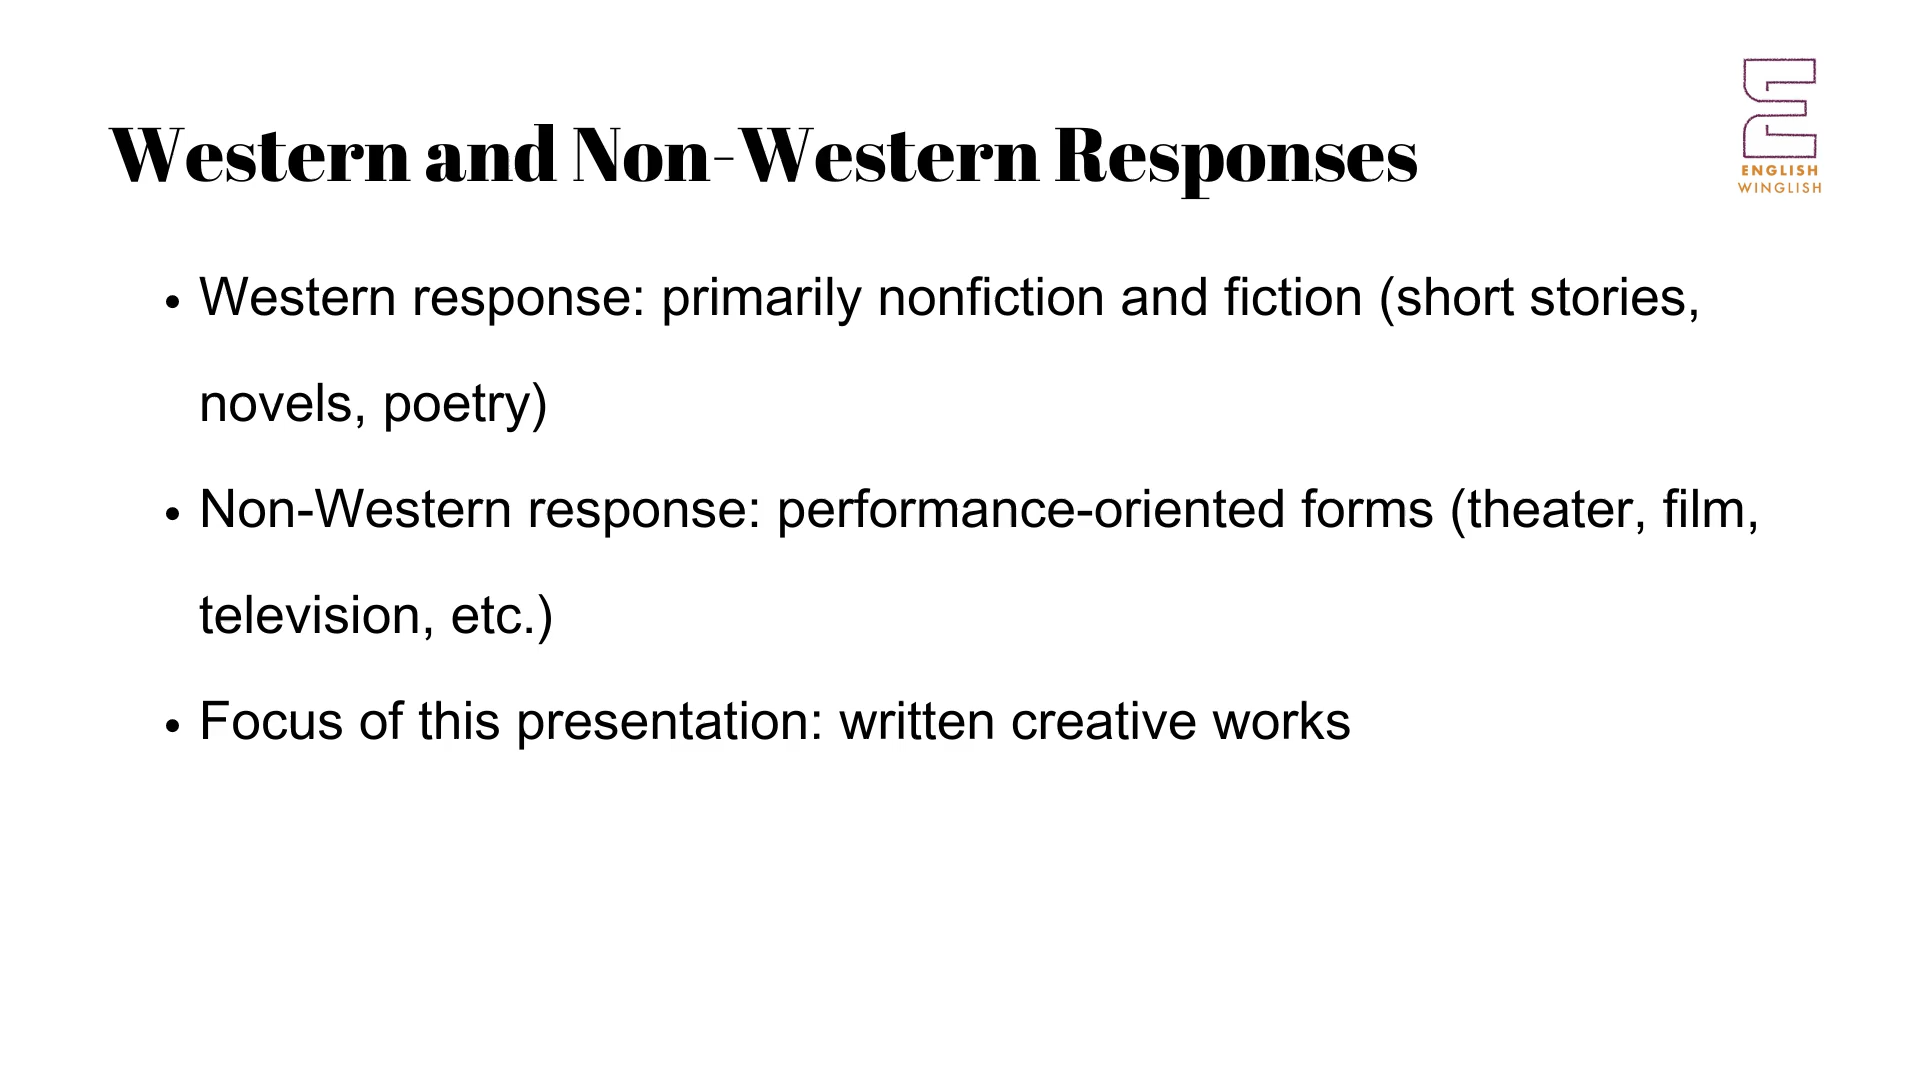 ENGLISH
WINGLISH
Western and Non-Western Responses
• Western response: primarily nonfiction and fiction (short stories,
novels, poetry)
• Non-Western response: performance-oriented forms (theater, film,
television, etc.)
• Focus of this presentation: written creative works